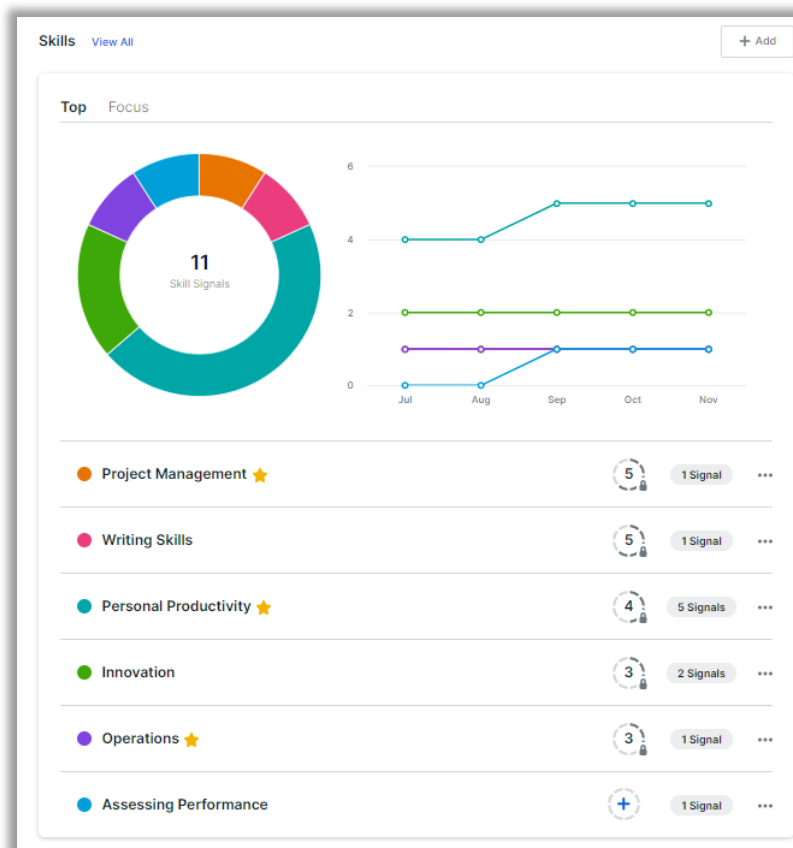 Skills View All + Add
Top Focus
11
Skill Signals
6
4
2
0
Jul Aug Sep Oct Nov
Project Management 5 1 Signal
Writing Skills 5 1 Signal
Personal Productivity 4 5 Signals
Innovation 3 2 Signals
Operations 3 1 Signal
Assessing Performance + 1 Signal